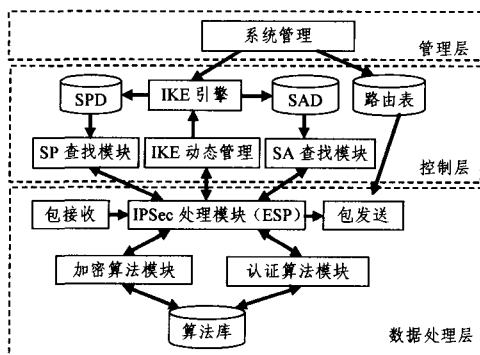 系统管理
管理层
SPD
IKE 引擎
SAD
路由表
SP 查找模块
IKE 动态管理
SA 查找模块
控制层
包接收
IPSec 处理模块（ESP）
包发送
加密算法模块
认证算法模块
算法库
数据处理层